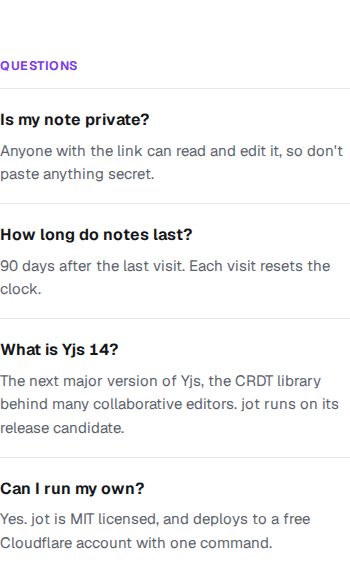 QUESTIONS
Is my note private?
Anyone with the link can read and edit it, so don't
paste anything secret.
How long do notes last?
90 days after the last visit. Each visit resets the
clock.
What is Yjs 14?
The next major version of Yjs, the CRDT library
behind many collaborative editors. jot runs on its
release candidate.
Can I run my own?
Yes. jot is MIT licensed, and deploys to a free
Cloudflare account with one command.